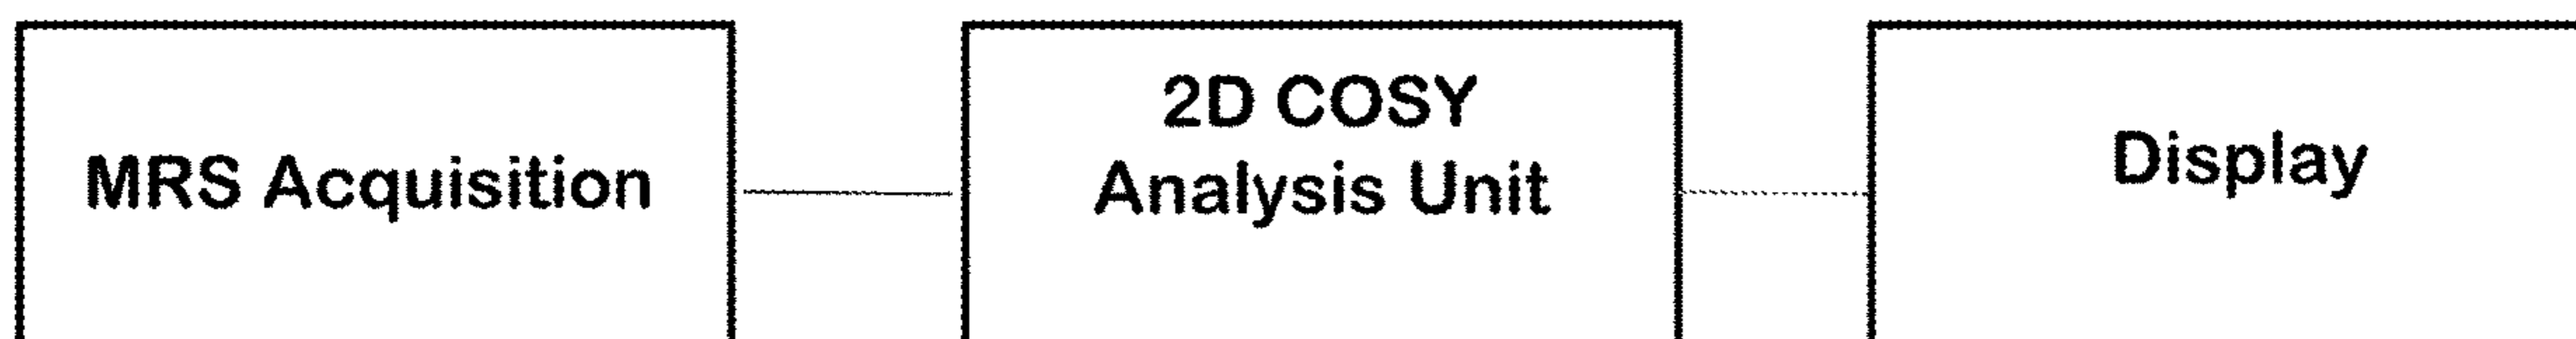 MRS Acquisition
2D COSY
Analysis Unit
Display